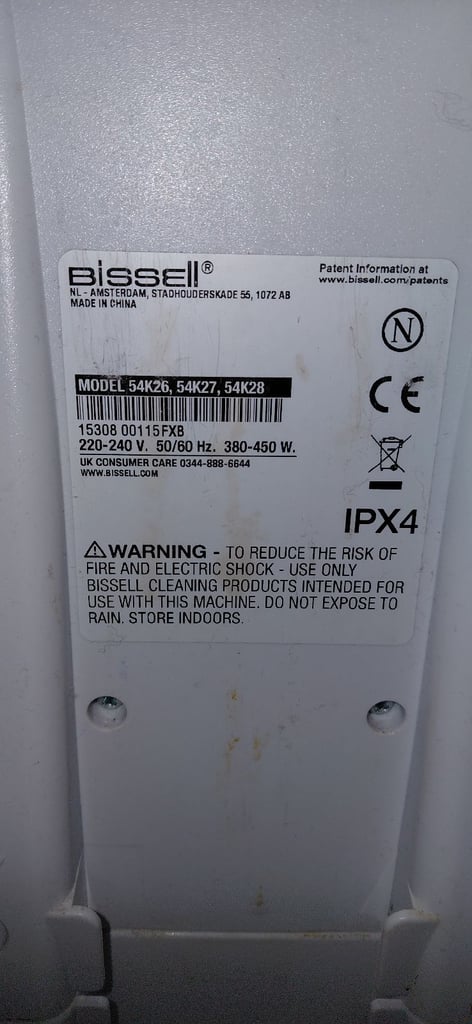 BISSELL®
NL - AMSTERDAM, STADHOUDERSKADE 55, 1072 AB
MADE IN CHINA
Patent Information at
www.bissell.com/patents
N
CE
MODEL 54K26, 54K27, 54K28
15308 00115FXB
220-240 V. 50/60 Hz. 380-450 W.
UK CONSUMER CARE 0344-888-6644
WWW.BISSELL.COM
IPX4
⚠WARNING - TO REDUCE THE RISK OF
FIRE AND ELECTRIC SHOCK - USE ONLY
BISSELL CLEANING PRODUCTS INTENDED FOR
USE WITH THIS MACHINE. DO NOT EXPOSE TO
RAIN. STORE INDOORS.